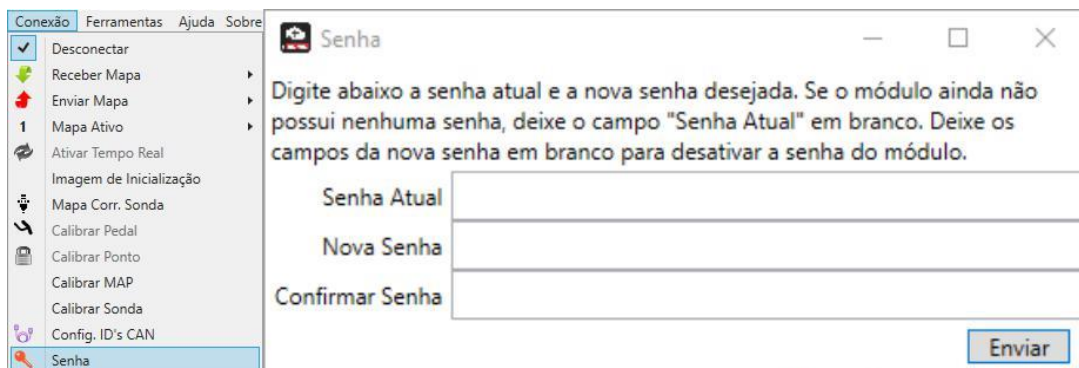 Conexão Ferramentas Ajuda Sobre
Desconectar
Receber Mapa
Enviar Mapa
1 Mapa Ativo
Ativar Tempo Real
Imagem de Inicialização
Mapa Corr. Sonda
Calibrar Pedal
Calibrar Ponto
Calibrar MAP
Calibrar Sonda
Config. ID's CAN
Senha
Senha
Digite abaixo a senha atual e a nova senha desejada. Se o módulo ainda não
possui nenhuma senha, deixe o campo "Senha Atual" em branco. Deixe os
campos da nova senha em branco para desativar a senha do módulo.
Senha Atual
Nova Senha
Confirmar Senha
Enviar